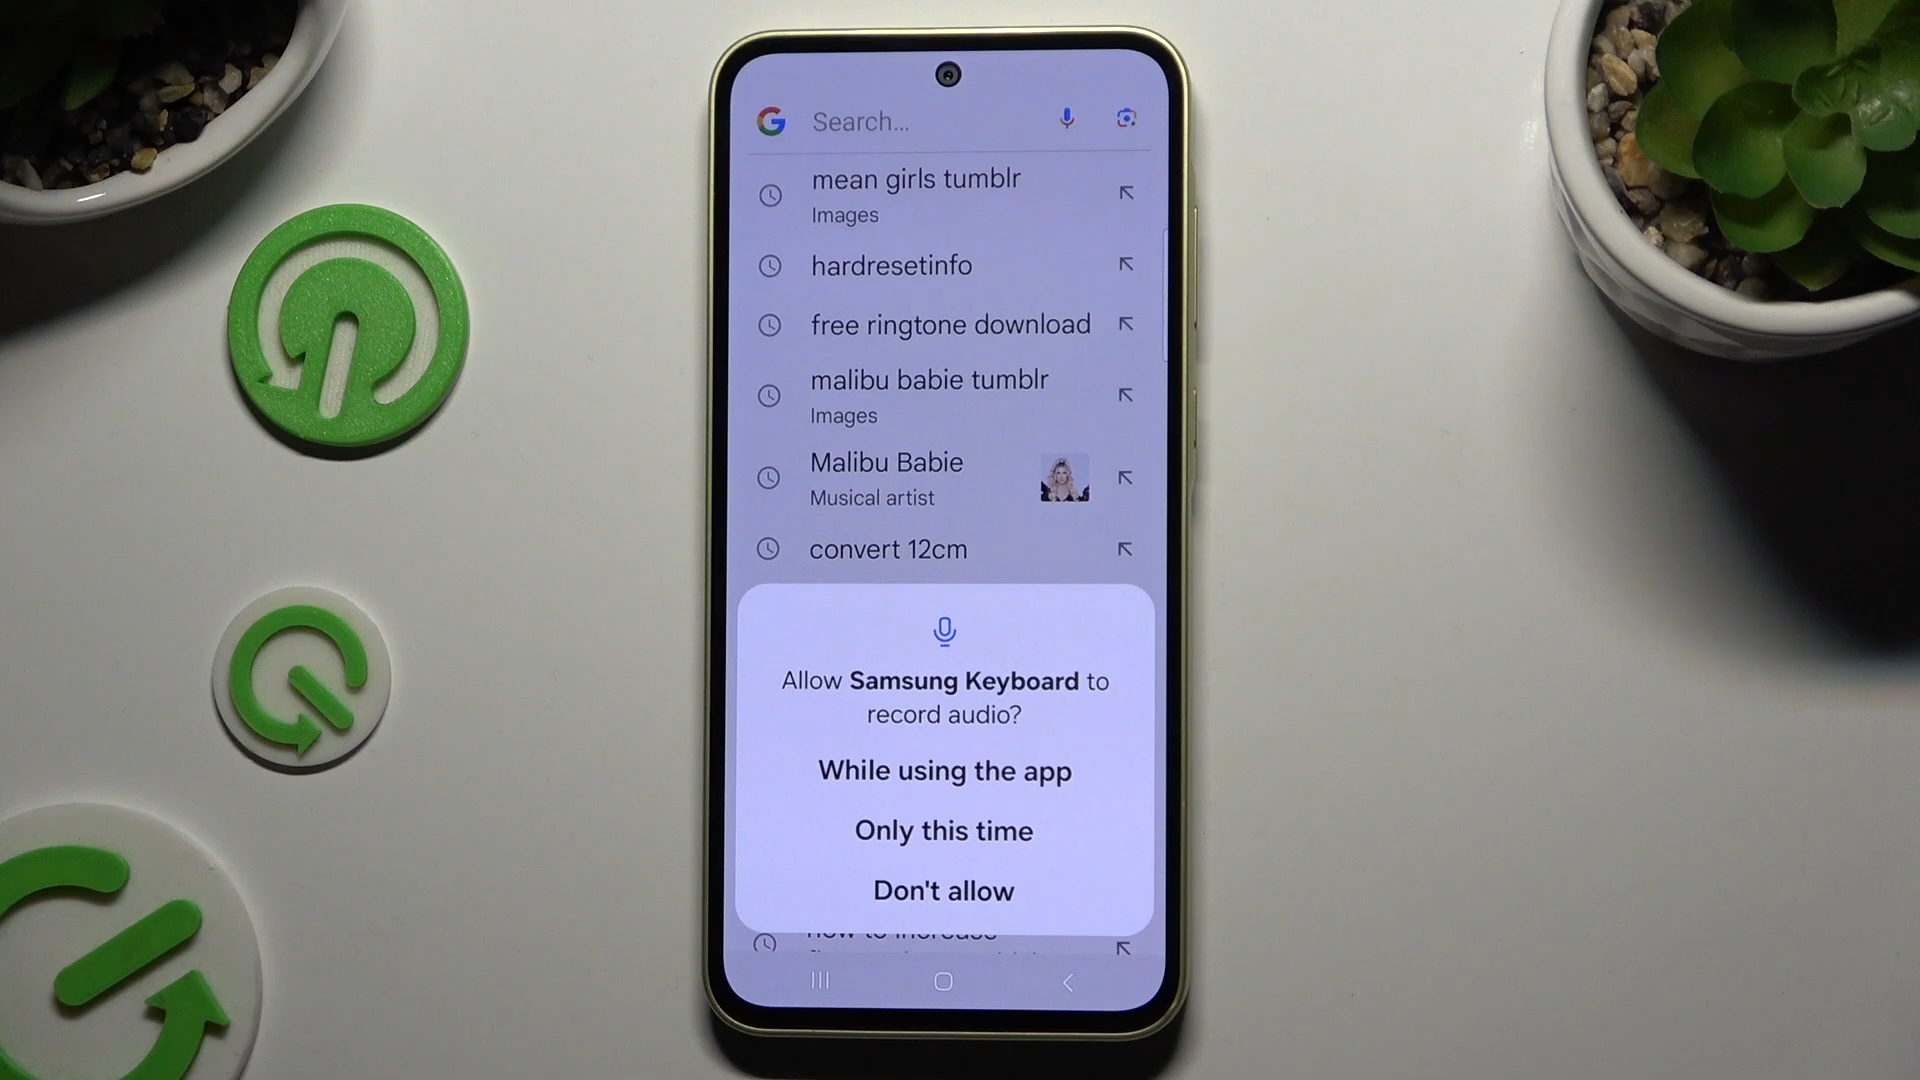 Search...
mean girls tumblr
Images
hardresetinfo
free ringtone download
malibu babie tumblr
Images
Malibu Babie
Musical artist
convert 12cm
Allow Samsung Keyboard to
record audio?
While using the app
Only this time
Don't allow
how to increase